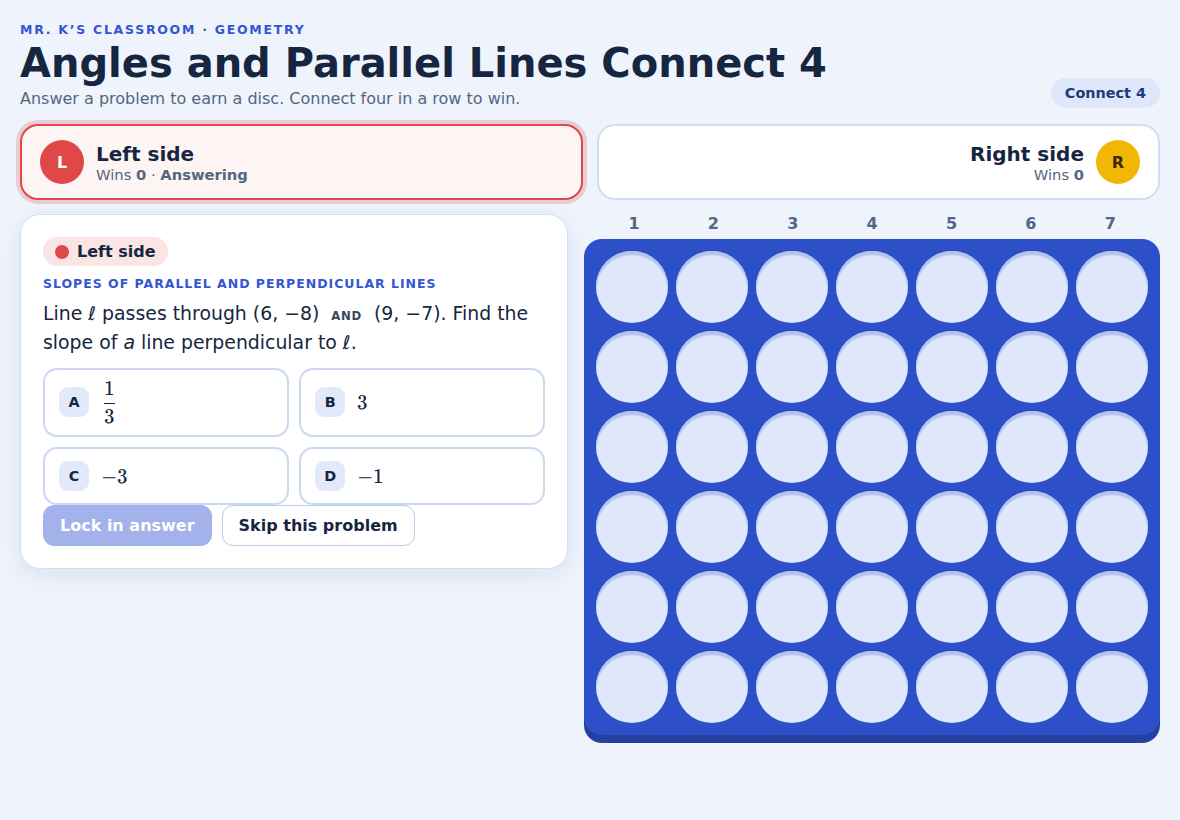 MR. K’S CLASSROOM · GEOMETRY
Angles and Parallel Lines Connect 4
Answer a problem to earn a disc. Connect four in a row to win.
Connect 4
L
Left side
Wins 0 · Answering
Right side
Wins 0
R
Left side
SLOPES OF PARALLEL AND PERPENDICULAR LINES
Line ℓ passes through (6, −8) AND (9, −7). Find the
slope of a line perpendicular to ℓ.
A 1/3
B 3
C −3
D −1
Lock in answer
Skip this problem
1 2 3 4 5 6 7